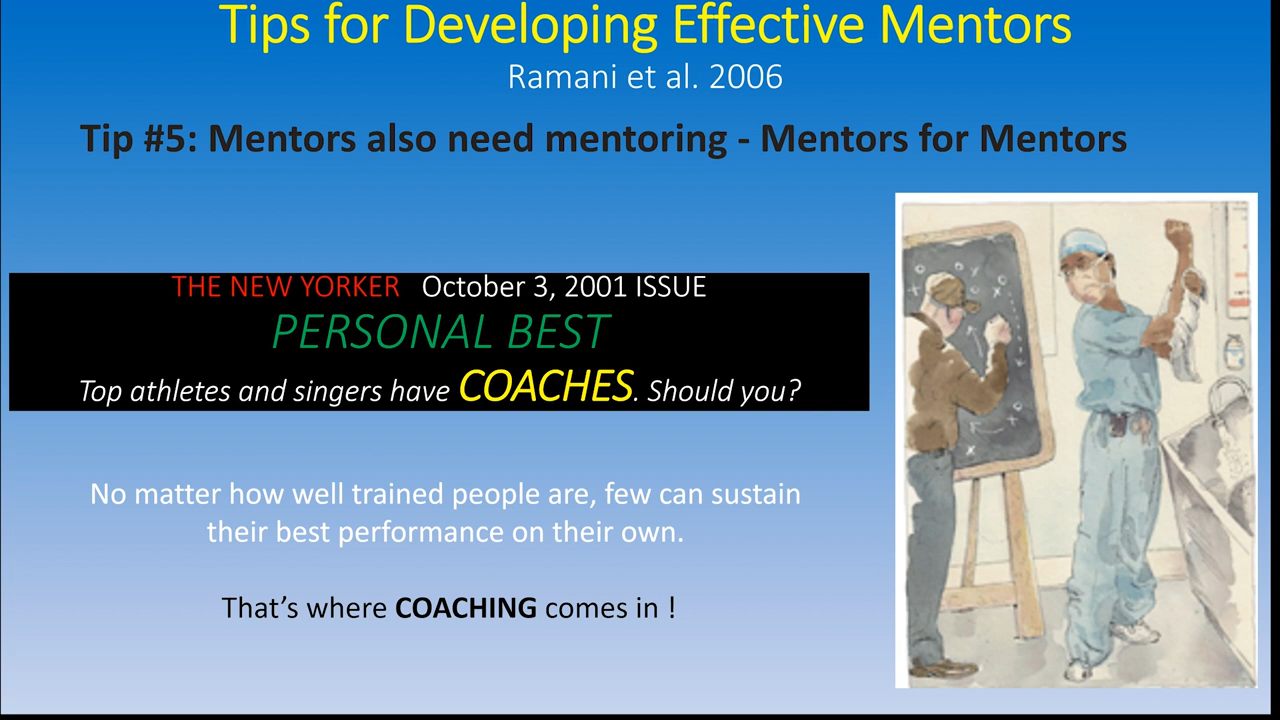 Tips for Developing Effective Mentors
Ramani et al. 2006
Tip #5: Mentors also need mentoring - Mentors for Mentors
THE NEW YORKER October 3, 2001 ISSUE
PERSONAL BEST
Top athletes and singers have COACHES. Should you?
No matter how well trained people are, few can sustain
their best performance on their own.
That's where COACHING comes in !